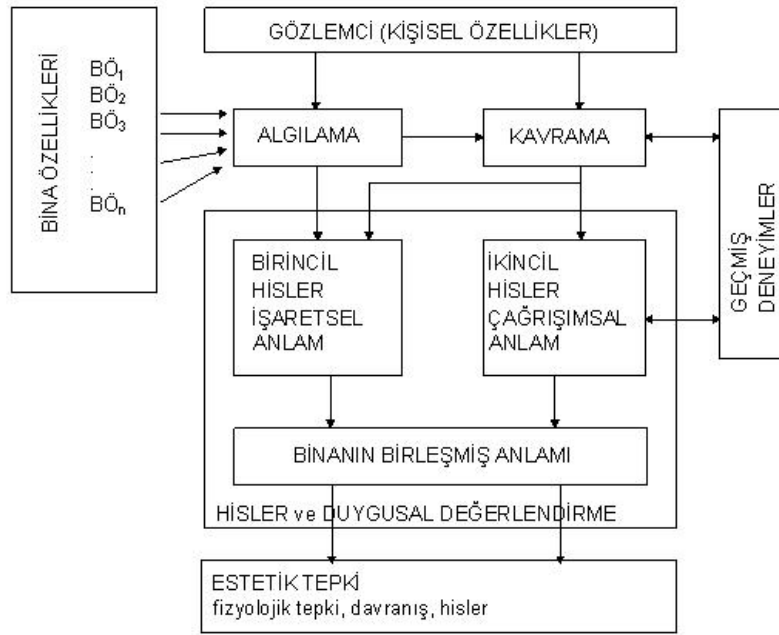 GÖZLEMCİ (KİŞİSEL ÖZELLİKLER)
BİNA ÖZELLİKLERİ
BÖ1
BÖ2
BÖ3
.
.
.
BÖn
ALGILAMA
KAVRAMA
GEÇMİŞ
DENEYİMLER
BİRİNCİL
HİSLER
İŞARETSEL
ANLAM
İKİNCİL
HİSLER
ÇAĞRIŞIMSAL
ANLAM
BİNANIN BİRLEŞMİŞ ANLAMI
HİSLER ve DUYGUSAL DEĞERLENDİRME
ESTETİK TEPKİ
fizyolojik tepki, davranış, hisler